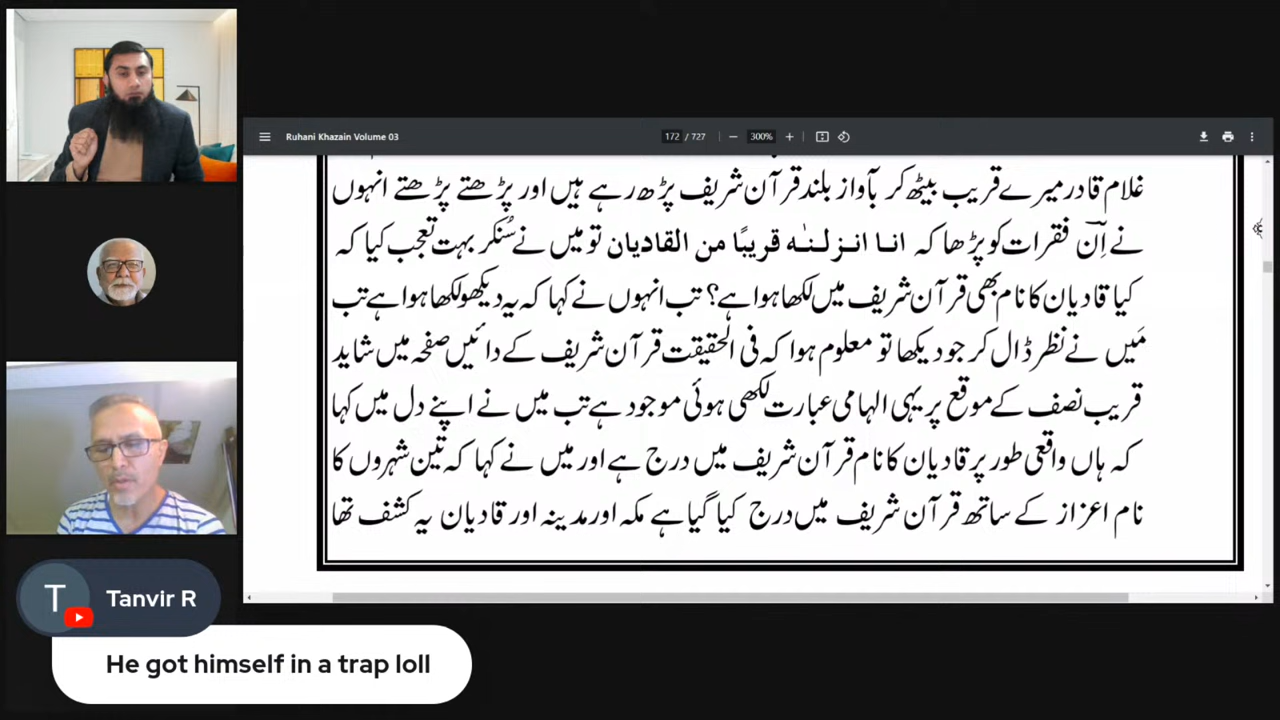 Ruhani Khazain Volume 03
172 / 727
300%
غلام قادر میرے قریب بیٹھ کر بآواز بلند قرآن شریف پڑھ رہے ہیں اور پڑھتے پڑھتے انہوں
نے اِن فقرات کو پڑھا کہ انا انزلنٰہ قریبًا من القادیان تو میں نے سُنکر بہت تعجب کیا کہ
کیا قادیان کا نام بھی قرآن شریف میں لکھا ہوا ہے؟ تب انہوں نے کہا کہ یہ دیکھو لکھا ہوا ہے تب
مَیں نے نظر ڈال کر جو دیکھا تو معلوم ہوا کہ فی الحقیقت قرآن شریف کے دائیں صفحہ میں شاید
قریب نصف کے موقع پر یہی الہامی عبارت لکھی ہوئی موجود ہے تب میں نے اپنے دل میں کہا
کہ ہاں واقعی طور پر قادیان کا نام قرآن شریف میں درج ہے اور میں نے کہا کہ تین شہروں کا
نام اعزاز کے ساتھ قرآن شریف میں درج کیا گیا ہے مکہ اور مدینہ اور قادیان یہ کشف تھا
T
Tanvir R
He got himself in a trap loll